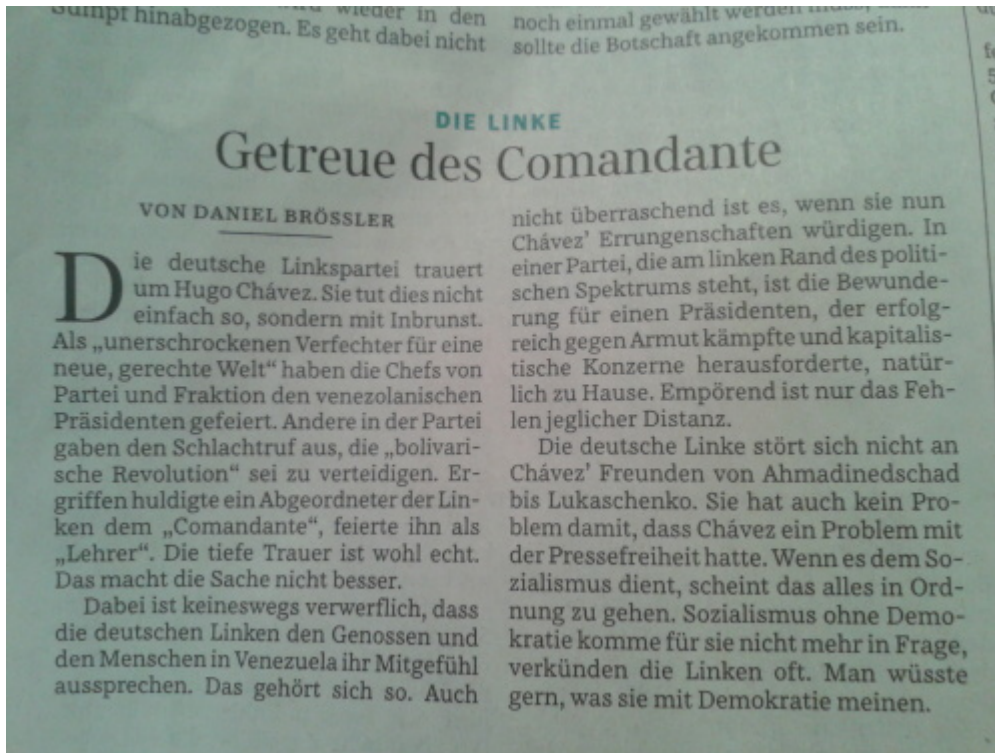 wieder in den
Sumpf hinabgezogen. Es geht dabei nicht
noch einmal gewählt werden
sollte die Botschaft angekommen sein.
DIE LINKE
Getreue des Comandante
VON DANIEL BRÖSSLER
Die deutsche Linkspartei trauert
um Hugo Chávez. Sie tut dies nicht
einfach so, sondern mit Inbrunst.
Als „unerschrockenen Verfechter für eine
neue, gerechte Welt“ haben die Chefs von
Partei und Fraktion den venezolanischen
Präsidenten gefeiert. Andere in der Partei
gaben den Schlachtruf aus, die „bolivari-
sche Revolution“ sei zu verteidigen. Er-
griffen huldigte ein Abgeordneter der Lin-
ken dem „Comandante“, feierte ihn als
„Lehrer“. Die tiefe Trauer ist wohl echt.
Das macht die Sache nicht besser.
Dabei ist keineswegs verwerflich, dass
die deutschen Linken den Genossen und
den Menschen in Venezuela ihr Mitgefühl
aussprechen. Das gehört sich so. Auch
nicht überraschend ist es, wenn sie nun
Chávez’ Errungenschaften würdigen. In
einer Partei, die am linken Rand des politi-
schen Spektrums steht, ist die Bewunde-
rung für einen Präsidenten, der erfolg-
reich gegen Armut kämpfte und kapitalis-
tische Konzerne herausforderte, natür-
lich zu Hause. Empörend ist nur das Feh-
len jeglicher Distanz.
Die deutsche Linke stört sich nicht an
Chávez’ Freunden von Ahmadinedschad
bis Lukaschenko. Sie hat auch kein Pro-
blem damit, dass Chávez ein Problem mit
der Pressefreiheit hatte. Wenn es dem So-
zialismus dient, scheint das alles in Ord-
nung zu gehen. Sozialismus ohne Demo-
kratie komme für sie nicht mehr in Frage,
verkünden die Linken oft. Man wüsste
gern, was sie mit Demokratie meinen.